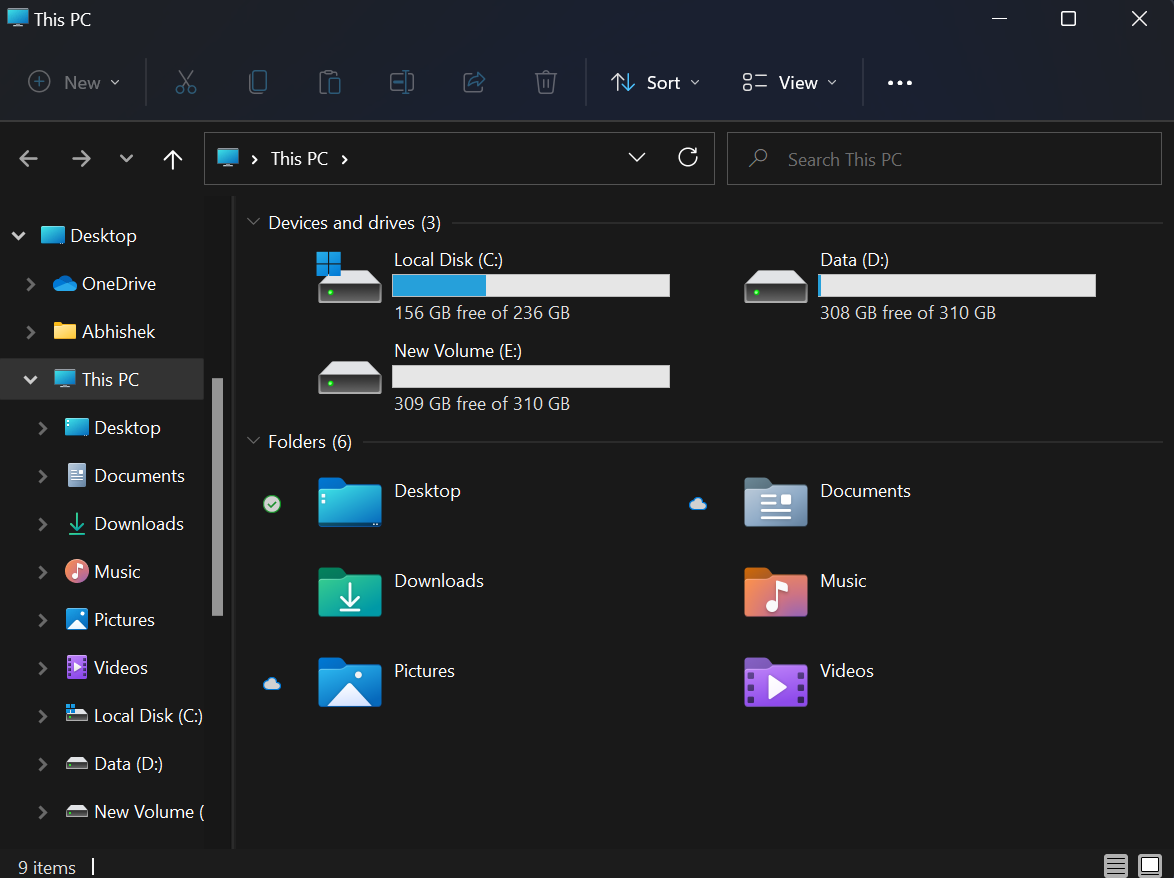 This PC
New
Sort
View
This PC
Search This PC
Desktop
OneDrive
Abhishek
This PC
Desktop
Documents
Downloads
Music
Pictures
Videos
Local Disk (C:)
Data (D:)
New Volume (
Devices and drives (3)
Local Disk (C:)
156 GB free of 236 GB
Data (D:)
308 GB free of 310 GB
New Volume (E:)
309 GB free of 310 GB
Folders (6)
Desktop
Documents
Downloads
Music
Pictures
Videos
9 items